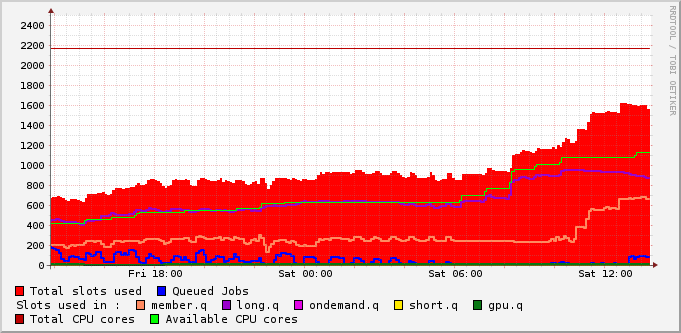 RRDTOOL / TOBI OETIKER
2400
2200
2000
1800
1600
1400
1200
1000
800
600
400
200
0
Fri 18:00 Sat 00:00 Sat 06:00 Sat 12:00
Total slots used Queued Jobs
Slots used in : member.q long.q ondemand.q short.q gpu.q
Total CPU cores Available CPU cores